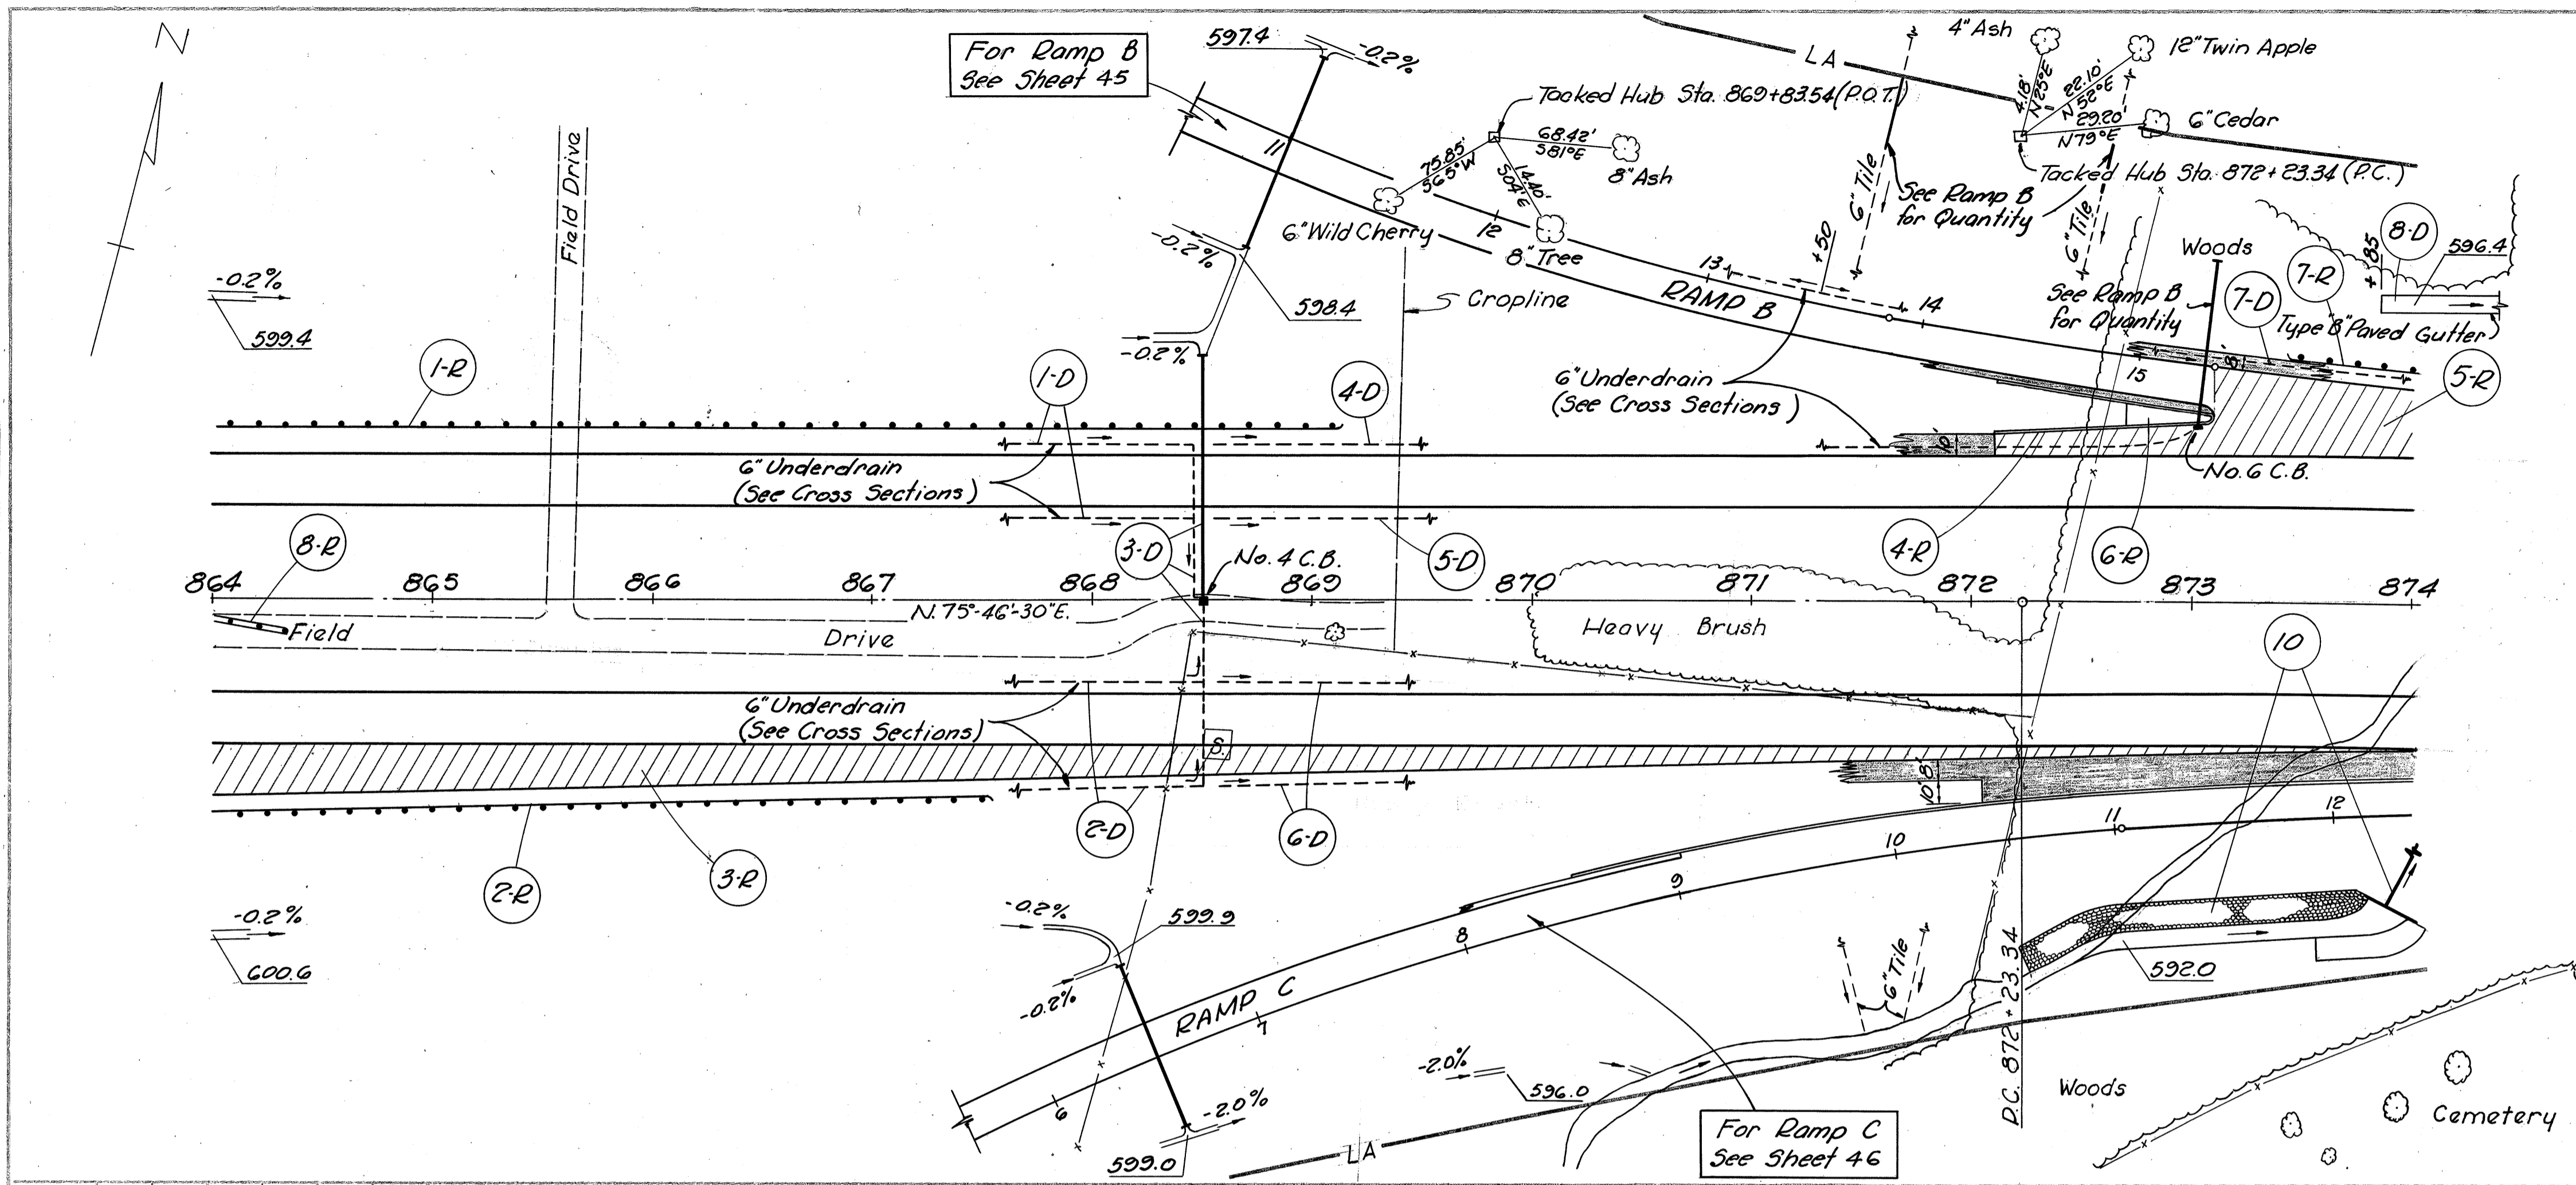 N
For Ramp B
See Sheet 45
597.4
-0.2%
LA
4" Ash
12" Twin Apple
4.18'
N25°E
22.10'
N52°E
29.20'
N79°E
6" Cedar
Tacked Hub Sta. 869+83.54 (P.O.T.)
Tacked Hub Sta. 872+23.34 (P.C.)
75.85'
S65°W
68.42'
S81°E
14.40'
S04°E
8" Ash
6" Wild Cherry
8" Tree
11
12
13
14
15
+50
6" Tile
See Ramp B
for Quantity
6" Tile
Woods
8-D
+85
596.4
Field Drive
-0.2%
599.4
-0.2%
598.4
-0.2%
Cropline
RAMP B
See Ramp B
for Quantity
7-D
7-R
Type "B" Paved Gutter
8'
5-R
1-R
1-D
4-D
6" Underdrain
(See Cross Sections)
6'
No. 6 C.B.
6" Underdrain
(See Cross Sections)
8-R
3-D
No. 4 C.B.
5-D
4-R
6-R
864
865
866
867
868
869
870
871
872
873
874
N. 75°-46'-30" E.
Field
Drive
Heavy Brush
10
6" Underdrain
(See Cross Sections)
S.
10.8'
2-D
6-D
2-R
3-R
12
11
10
9
8
7
6
-0.2%
600.6
-0.2%
599.9
-0.2%
RAMP C
6" Tile
592.0
P.C. 872+23.34
-2.0%
596.0
-2.0%
599.0
LA
For Ramp C
See Sheet 46
Woods
Cemetery